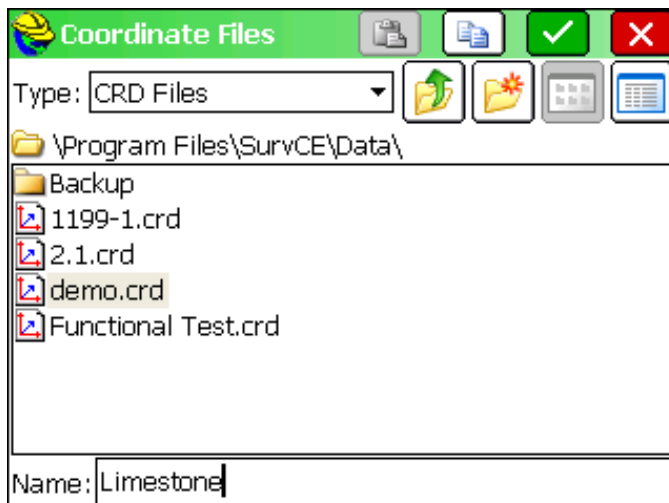 Coordinate Files
Type: CRD Files
\Program Files\SurvCE\Data\
Backup
1199-1.crd
2.1.crd
demo.crd
Functional Test.crd
Name: Limestone